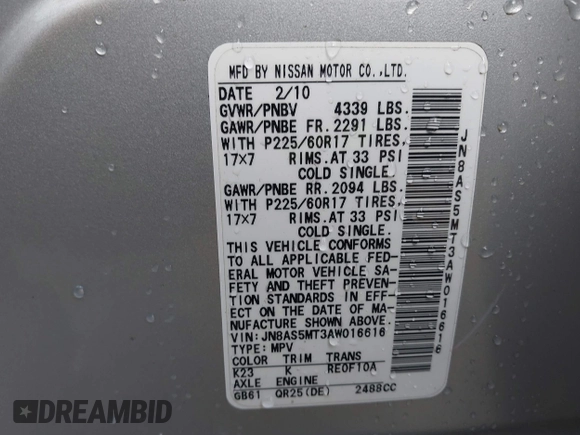 MFD BY NISSAN MOTOR CO.,LTD.
DATE 2/10
GVWR/PNBV 4339 LBS.
GAWR/PNBE FR. 2291 LBS.
WITH P225/60R17 TIRES,
17×7 RIMS. AT 33 PSI
COLD SINGLE.
GAWR/PNBE RR. 2094 LBS.
WITH P225/60R17 TIRES,
17×7 RIMS. AT 33 PSI
COLD SINGLE.
THIS VEHICLE CONFORMS
TO ALL APPLICABLE FED-
ERAL MOTOR VEHICLE SA-
FETY AND THEFT PREVEN-
TION STANDARDS IN EFF-
ECT ON THE DATE OF MA-
NUFACTURE SHOWN ABOVE.
VIN: JN8AS5MT3AW016616
TYPE: MPV
COLOR TRIM TRANS
K23 K RE0F10A
AXLE ENGINE
GB61 QR25(DE) 2488CC
JN8AS5MT3AW016616
DREAMBID